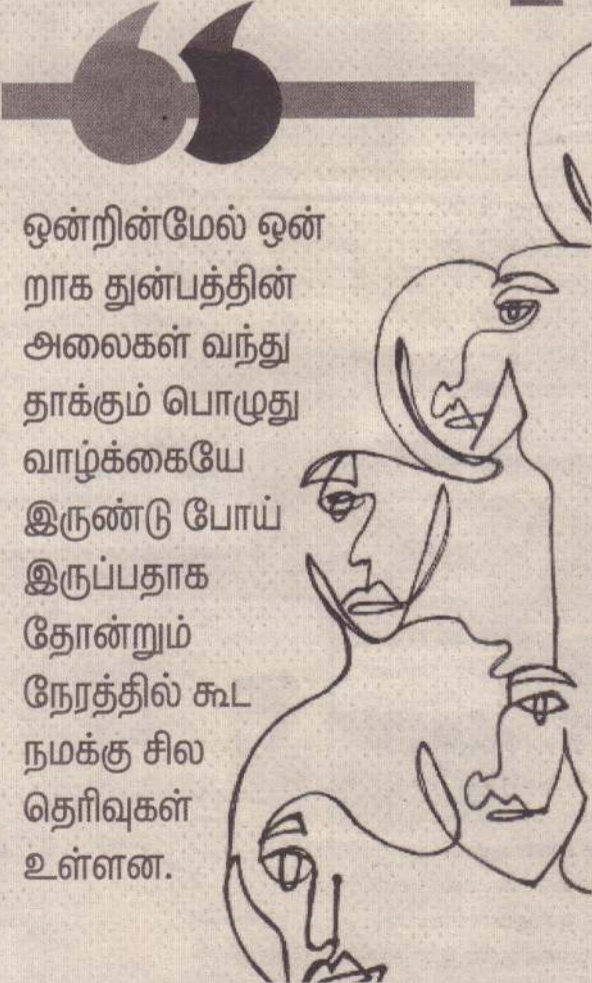 ஒன்றின்மேல் ஒன்
றாக துன்பத்தின்
அலைகள் வந்து
தாக்கும் பொழுது
வாழ்க்கையே
இருண்டு போய்
இருப்பதாக
தோன்றும்
நேரத்தில் கூட
நமக்கு சில
தெரிவுகள்
உள்ளன.